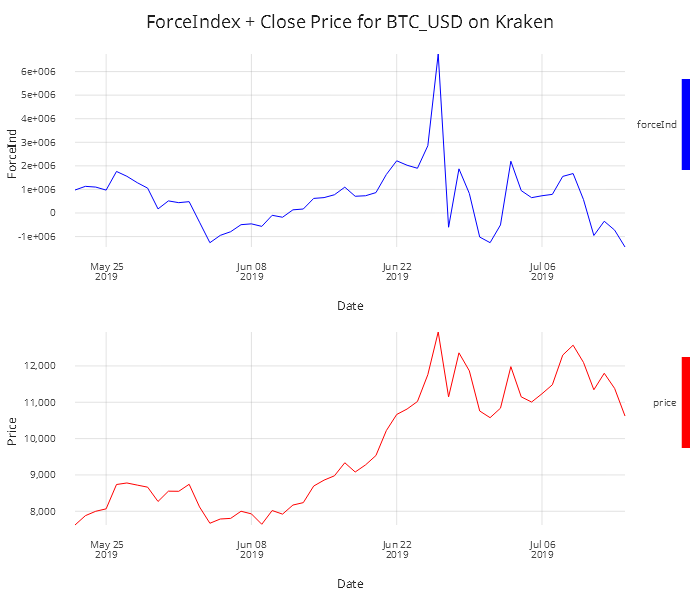 ForceIndex + Close Price for BTC_USD on Kraken
ForceInd
6e+006
5e+006
4e+006
3e+006
2e+006
1e+006
0
-1e+006
May 25
2019
Jun 08
2019
Jun 22
2019
Jul 06
2019
Date
forceInd
Price
12,000
11,000
10,000
9,000
8,000
May 25
2019
Jun 08
2019
Jun 22
2019
Jul 06
2019
Date
price